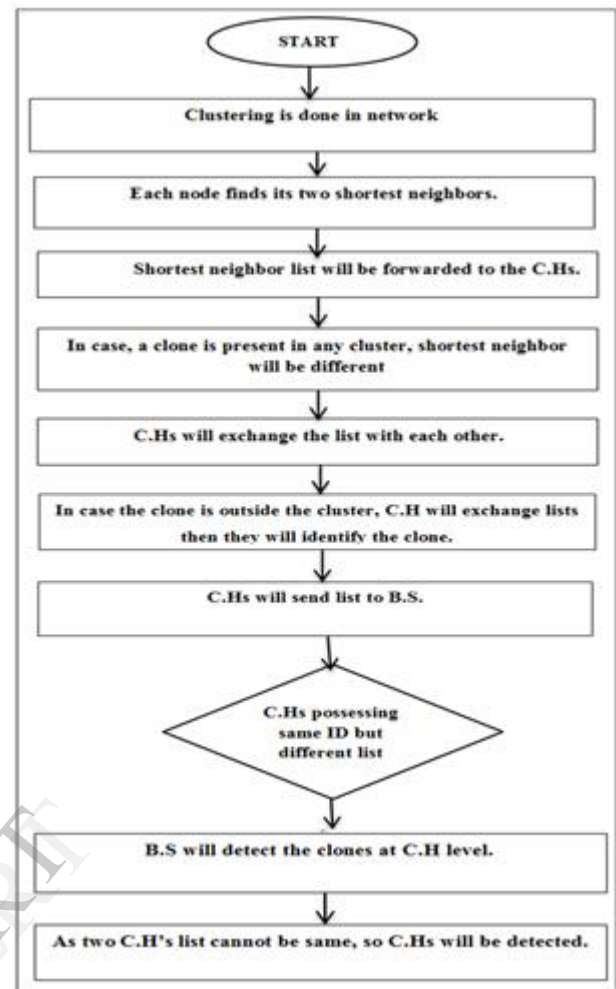 START
Clustering is done in network
Each node finds its two shortest neighbors.
Shortest neighbor list will be forwarded to the C.Hs.
In case, a clone is present in any cluster, shortest neighbor
will be different
C.Hs will exchange the list with each other.
In case the clone is outside the cluster, C.H will exchange lists
then they will identify the clone.
C.Hs will send list to B.S.
C.Hs possessing
same ID but
different list
B.S will detect the clones at C.H level.
As two C.H's list cannot be same, so C.Hs will be detected.